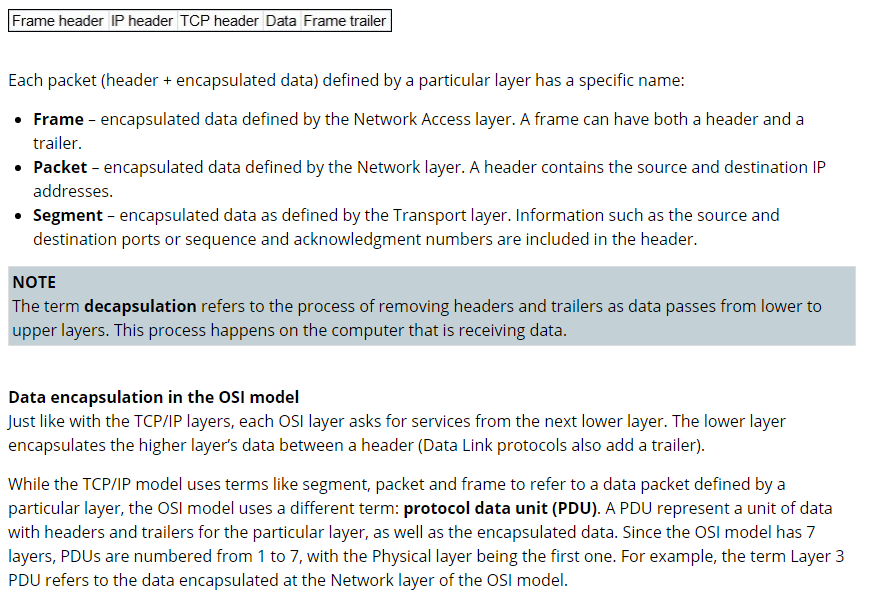 Frame header IP header TCP header Data Frame trailer
Each packet (header + encapsulated data) defined by a particular layer has a specific name:
• Frame – encapsulated data defined by the Network Access layer. A frame can have both a header and a
trailer.
• Packet – encapsulated data defined by the Network layer. A header contains the source and destination IP
addresses.
• Segment – encapsulated data as defined by the Transport layer. Information such as the source and
destination ports or sequence and acknowledgment numbers are included in the header.
NOTE
The term decapsulation refers to the process of removing headers and trailers as data passes from lower to
upper layers. This process happens on the computer that is receiving data.
Data encapsulation in the OSI model
Just like with the TCP/IP layers, each OSI layer asks for services from the next lower layer. The lower layer
encapsulates the higher layer’s data between a header (Data Link protocols also add a trailer).
While the TCP/IP model uses terms like segment, packet and frame to refer to a data packet defined by a
particular layer, the OSI model uses a different term: protocol data unit (PDU). A PDU represent a unit of data
with headers and trailers for the particular layer, as well as the encapsulated data. Since the OSI model has 7
layers, PDUs are numbered from 1 to 7, with the Physical layer being the first one. For example, the term Layer 3
PDU refers to the data encapsulated at the Network layer of the OSI model.